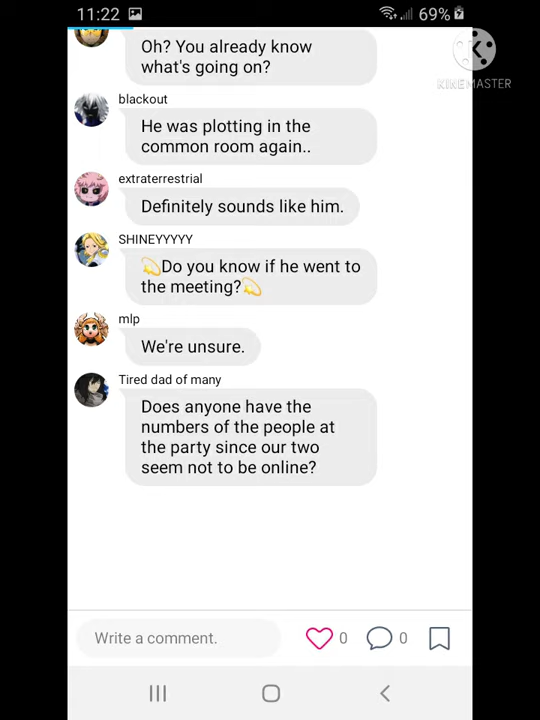 11:22
69%
KINEMASTER
Oh? You already know
what's going on?
blackout
He was plotting in the
common room again..
extraterrestrial
Definitely sounds like him.
SHINEYYYYY
💫Do you know if he went to
the meeting?💫
mlp
We're unsure.
Tired dad of many
Does anyone have the
numbers of the people at
the party since our two
seem not to be online?
Write a comment.
0
0